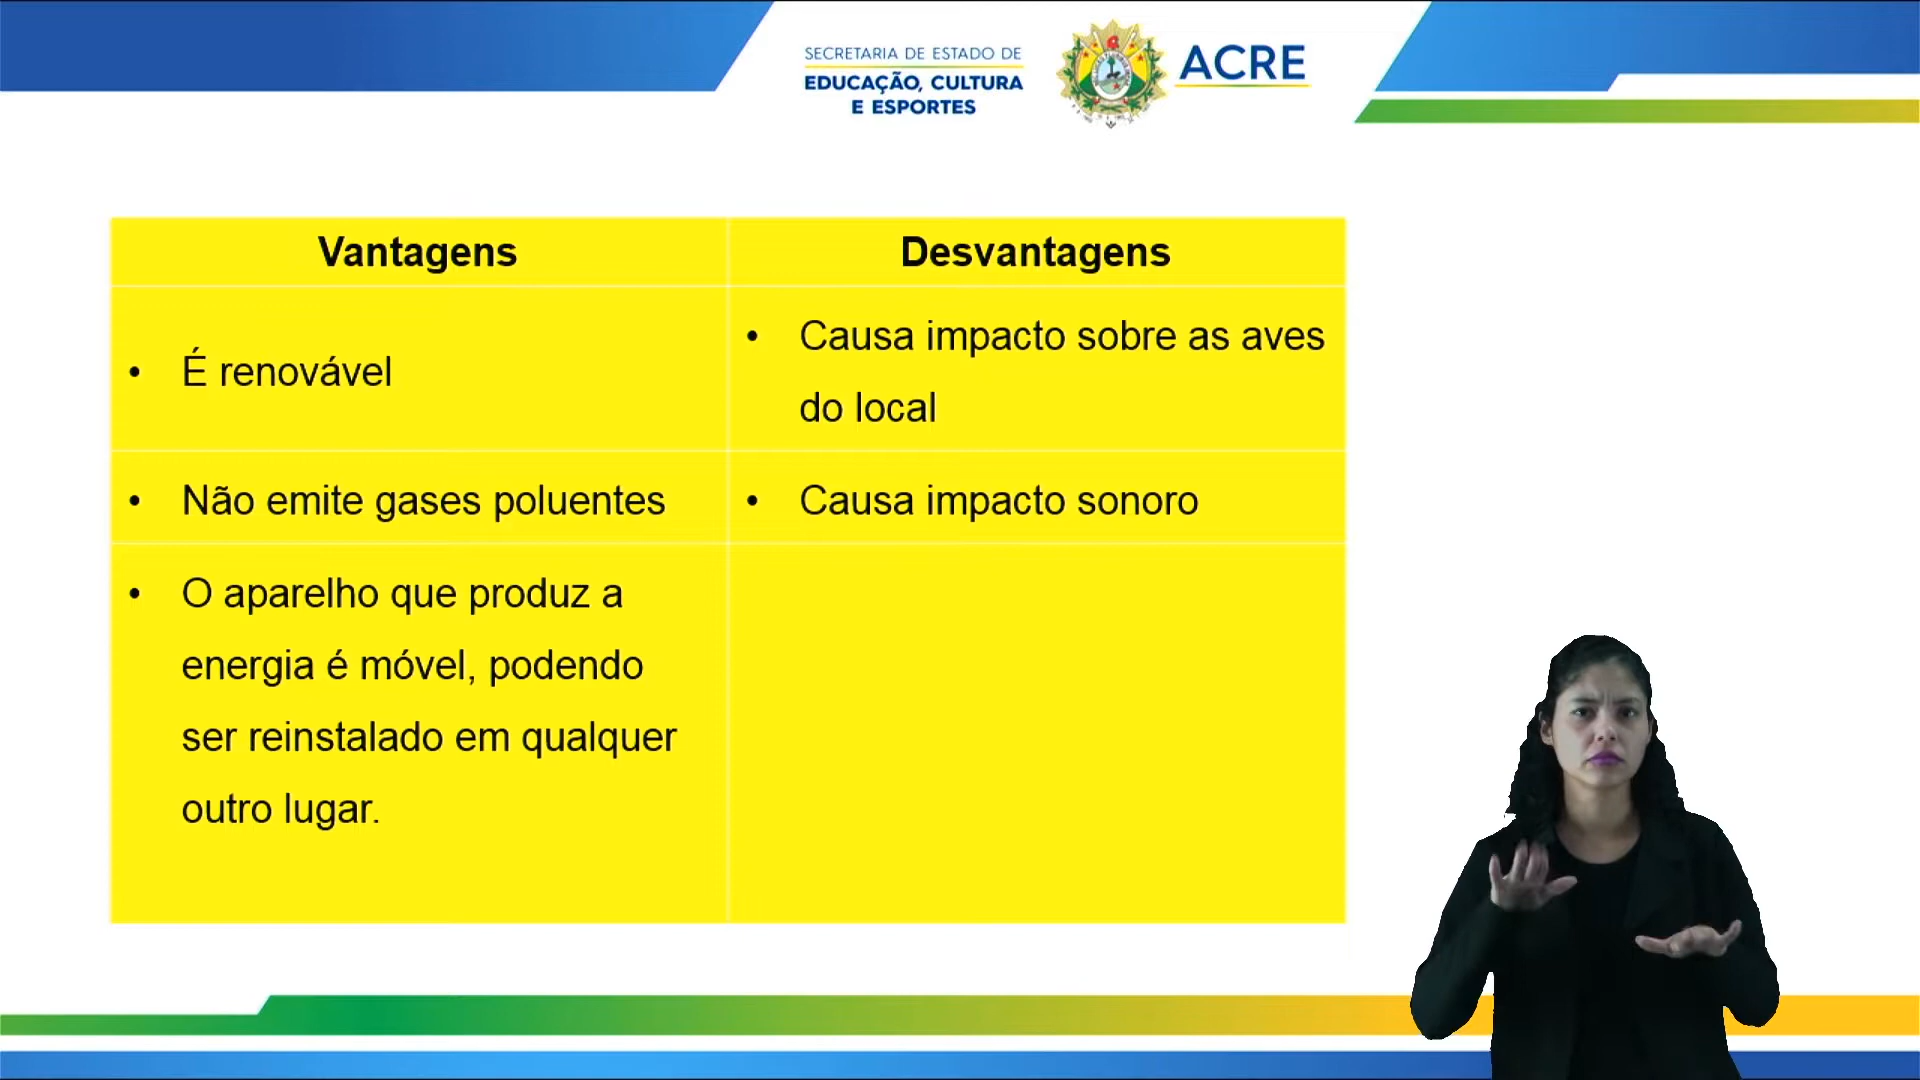 SECRETARIA DE ESTADO DE
EDUCAÇÃO, CULTURA
E ESPORTES
ACRE
Vantagens
Desvantagens
• É renovável
• Causa impacto sobre as aves
do local
• Não emite gases poluentes
• Causa impacto sonoro
• O aparelho que produz a
energia é móvel, podendo
ser reinstalado em qualquer
outro lugar.